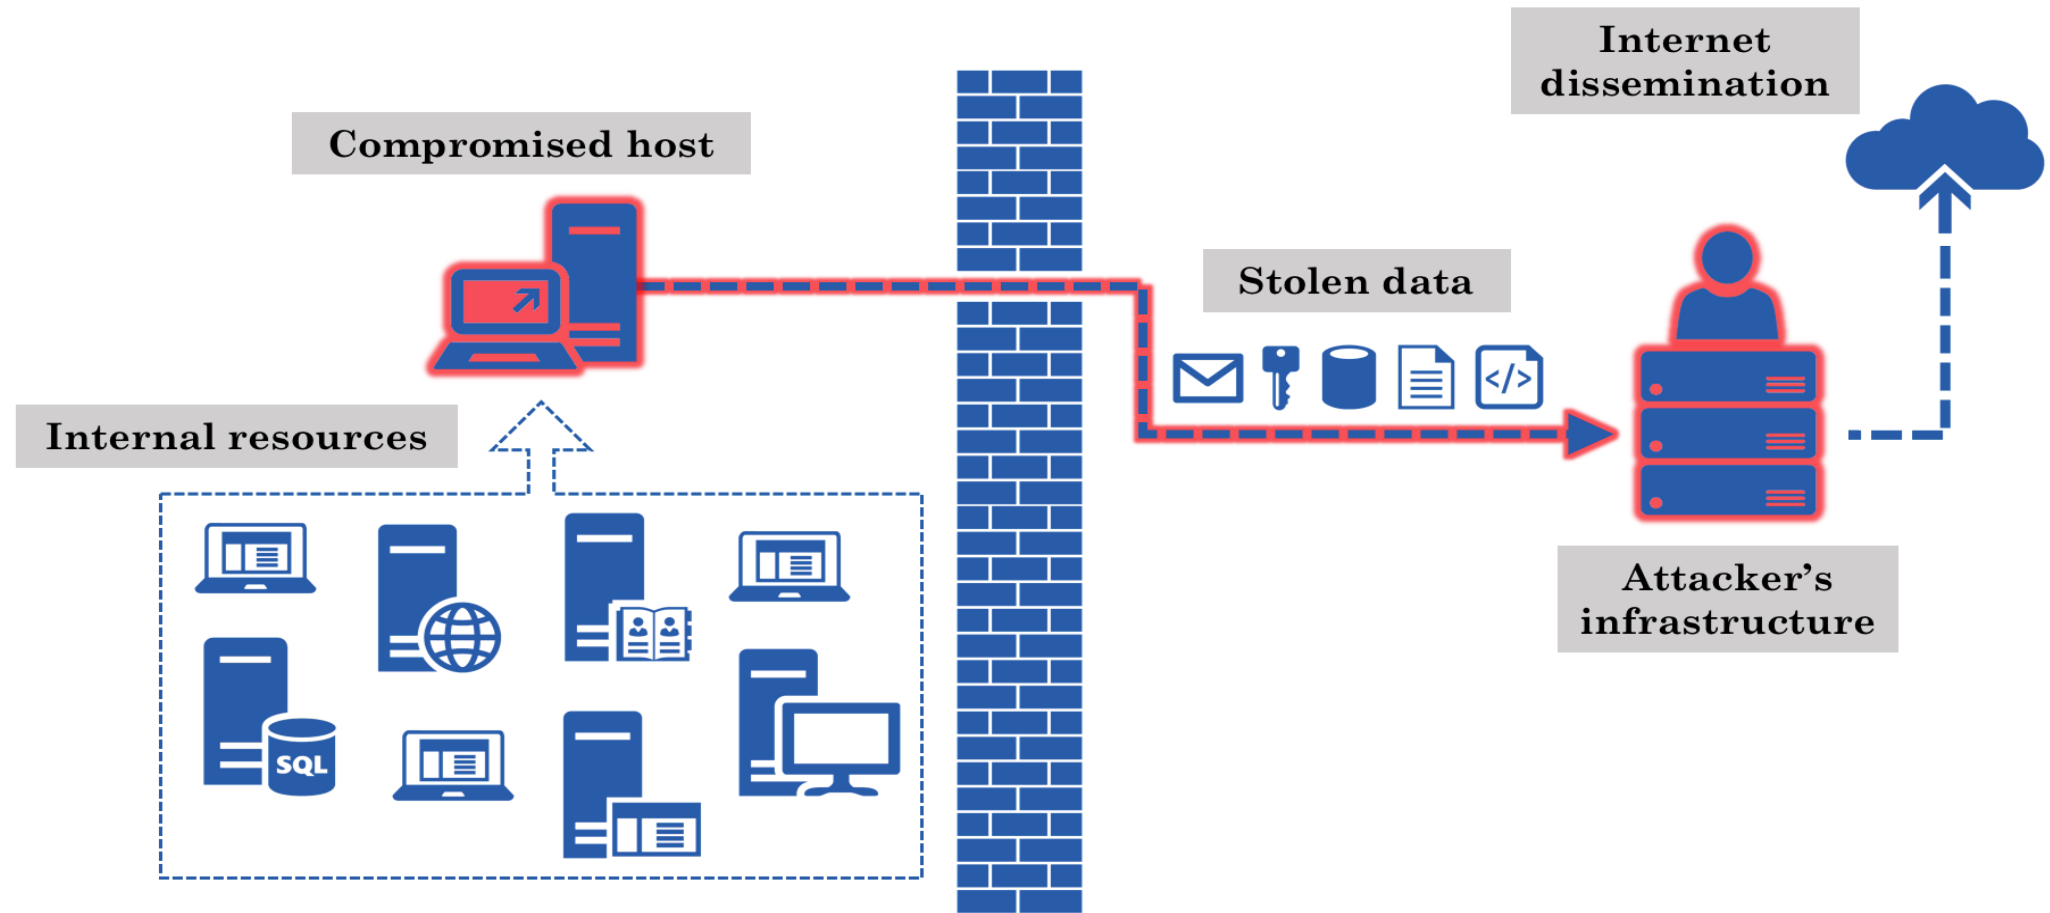 Internet
dissemination
Compromised host
Stolen data
</>
Internal resources
Attacker’s
infrastructure
SQL